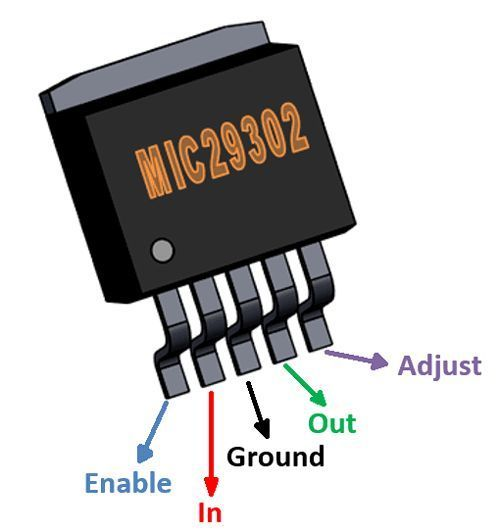 MIC29302
Adjust
Out
Ground
Enable
In